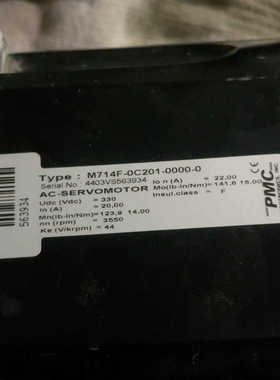 Type : M714F-0C201-0000-0
Serial No. 4403VS563934
AC-SERVOMOTOR
Io n (A) = 22,00
Mo(lb-in/Nm)= 141,6 16,00
Insul.class = F
Udc (Vdc) = 330
In (A) = 20,00
Mn(lb-in/Nm)= 123,9 14,00
nn (rpm) = 3550
Ke (V/krpm) = 44
PMC
563934